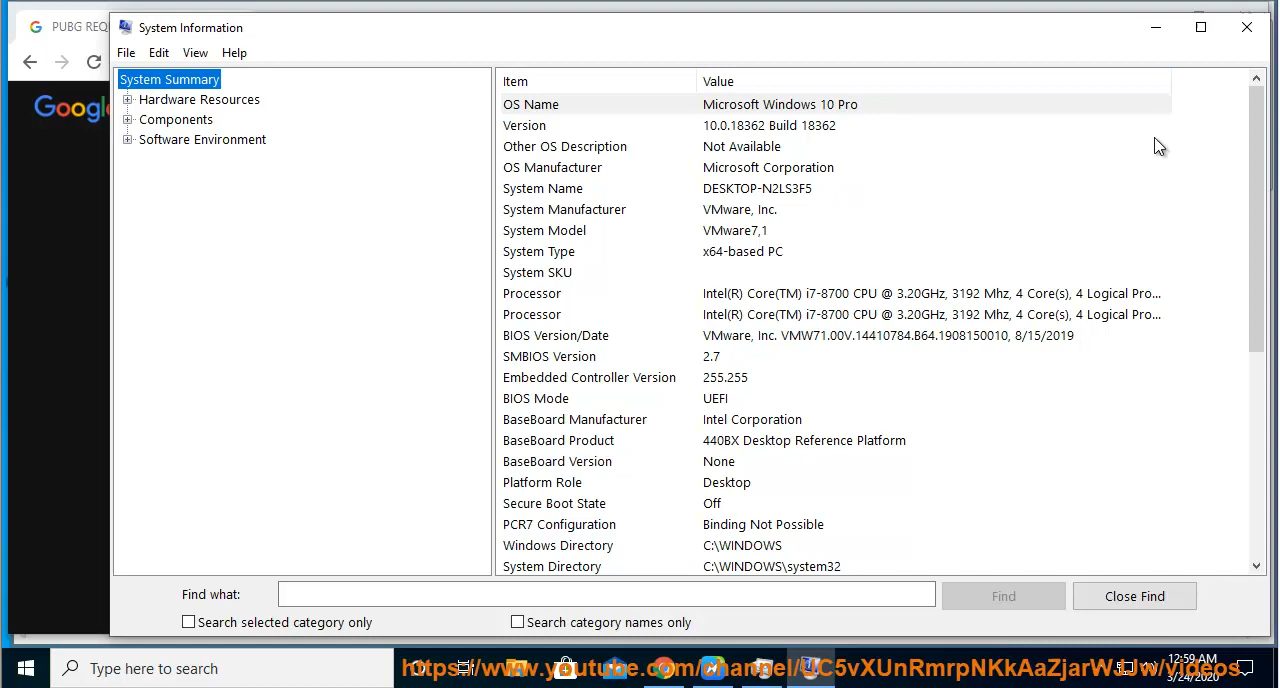 PUBG REQ
System Information
File Edit View Help
Google
System Summary
Hardware Resources
Components
Software Environment
Item Value
OS Name Microsoft Windows 10 Pro
Version 10.0.18362 Build 18362
Other OS Description Not Available
OS Manufacturer Microsoft Corporation
System Name DESKTOP-N2LS3F5
System Manufacturer VMware, Inc.
System Model VMware7,1
System Type x64-based PC
System SKU
Processor Intel(R) Core(TM) i7-8700 CPU @ 3.20GHz, 3192 Mhz, 4 Core(s), 4 Logical Pro...
Processor Intel(R) Core(TM) i7-8700 CPU @ 3.20GHz, 3192 Mhz, 4 Core(s), 4 Logical Pro...
BIOS Version/Date VMware, Inc. VMW71.00V.14410784.B64.1908150010, 8/15/2019
SMBIOS Version 2.7
Embedded Controller Version 255.255
BIOS Mode UEFI
BaseBoard Manufacturer Intel Corporation
BaseBoard Product 440BX Desktop Reference Platform
BaseBoard Version None
Platform Role Desktop
Secure Boot State Off
PCR7 Configuration Binding Not Possible
Windows Directory C:\WINDOWS
System Directory C:\WINDOWS\system32
Find what: Find Close Find
Search selected category only Search category names only
Type here to search
https://www.youtube.com/channel/UC5vXUnRmrpNKkAaZjarWJJw/videos
12:59 AM
3/24/2020